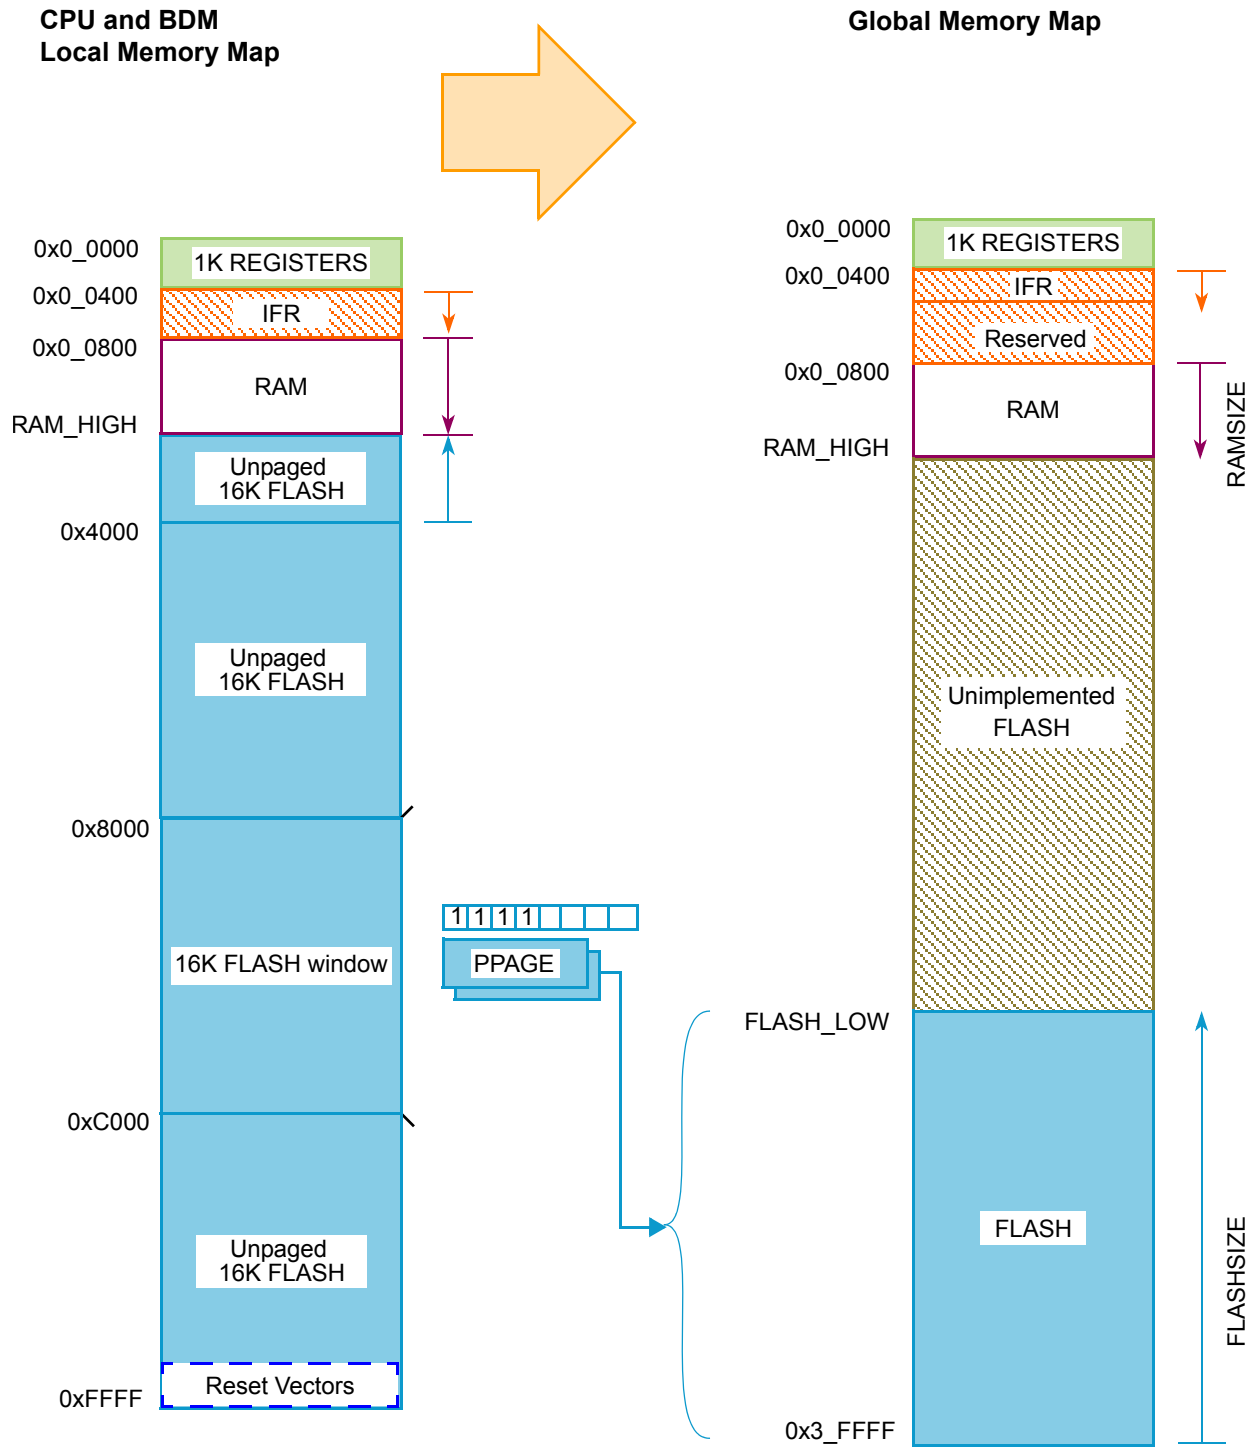 CPU and BDM
Local Memory Map
Global Memory Map
0x0_0000
1K REGISTERS
0x0_0400
IFR
0x0_0800
RAM
RAM_HIGH
Unpaged
16K FLASH
0x4000
Unpaged
16K FLASH
0x8000
16K FLASH window
0xC000
Unpaged
16K FLASH
Reset Vectors
0xFFFF
1 1 1 1
PPAGE
0x0_0000
1K REGISTERS
0x0_0400
IFR
Reserved
0x0_0800
RAM
RAMSIZE
RAM_HIGH
Unimplemented
FLASH
FLASH_LOW
FLASH
FLASHSIZE
0x3_FFFF